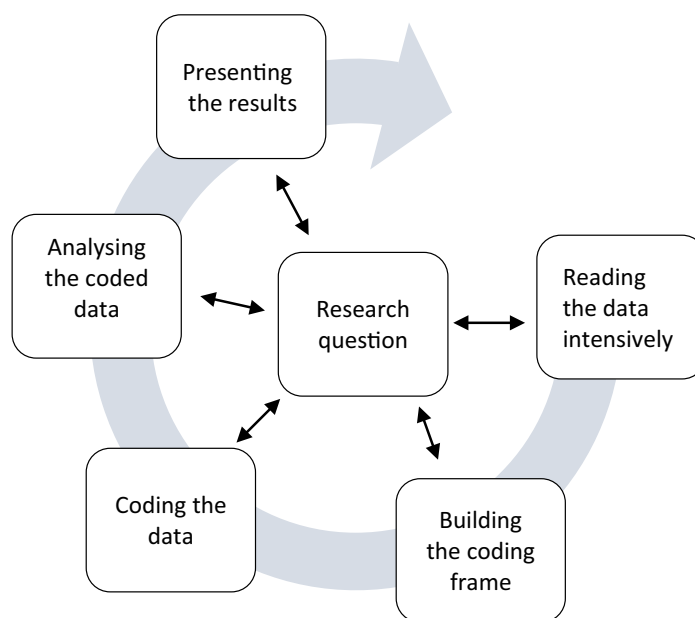 Presenting
the results
Analysing
the coded
data
Research
question
Reading
the data
intensively
Coding the
data
Building
the coding
frame